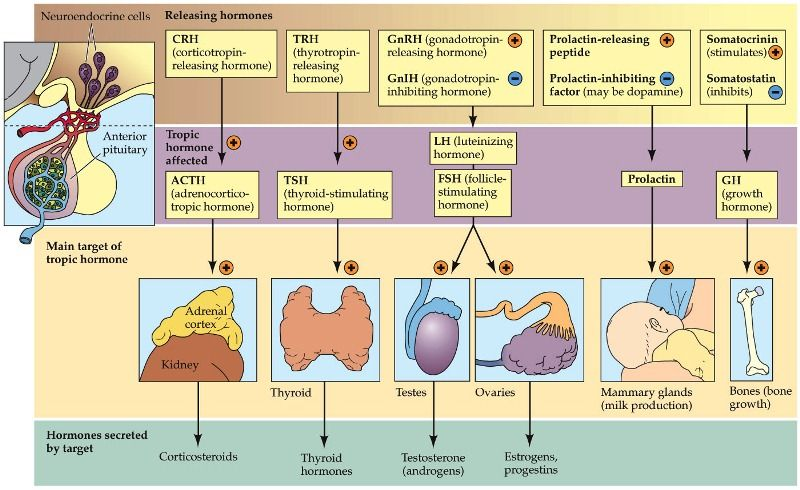 Neuroendocrine cells
Releasing hormones
CRH
(corticotropin-
releasing hormone)
TRH
(thyrotropin-
releasing
hormone)
GnRH (gonadotropin-
releasing hormone)
GnIH (gonadotropin-
inhibiting hormone)
Prolactin-releasing
peptide
Prolactin-inhibiting
factor (may be dopamine)
Somatocrinin
(stimulates)
Somatostatin
(inhibits)
Anterior
pituitary
Tropic
hormone
affected
ACTH
(adrenocortico-
tropic hormone)
TSH
(thyroid-stimulating
hormone)
LH (luteinizing
hormone)
FSH (follicle-
stimulating
hormone)
Prolactin
GH
(growth
hormone)
Main target of
tropic hormone
Adrenal
cortex
Kidney
Thyroid
Testes
Ovaries
Mammary glands
(milk production)
Bones (bone
growth)
Hormones secreted
by target
Corticosteroids
Thyroid
hormones
Testosterone
(androgens)
Estrogens,
progestins